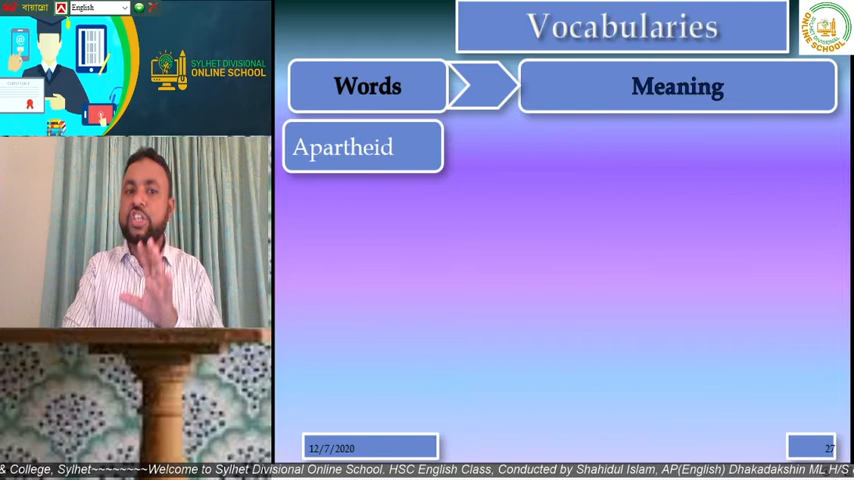 বায়ান্নো English
Vocabularies
SYLHET DIVISIONAL
ONLINE SCHOOL
Words
Meaning
Apartheid
12/7/2020
27
& College, Sylhet~~~~~~~~Welcome to Sylhet Divisional Online School. HSC English Class, Conducted by Shahidul Islam, AP(English) Dhakadakshin ML H/S